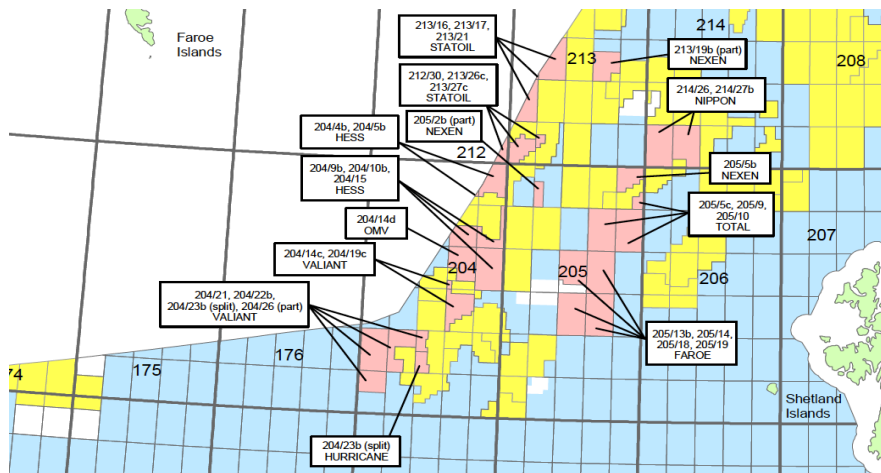 Faroe
Islands
213/16, 213/17,
213/21
STATOIL
214
213
213/19b (part)
NEXEN
208
212/30, 213/26c,
213/27c
STATOIL
214/26, 214/27b
NIPPON
205/2b (part)
NEXEN
204/4b, 204/5b
HESS
212
204/9b, 204/10b,
204/15
HESS
205/5b
NEXEN
205/5c, 205/9,
205/10
TOTAL
204/14d
OMV
207
204/14c, 204/19c
VALIANT
204
205
206
204/21, 204/22b,
204/23b (split), 204/26 (part)
VALIANT
205/13b, 205/14,
205/18, 205/19
FAROE
176
175
74
Shetland
Islands
204/23b (split)
HURRICANE